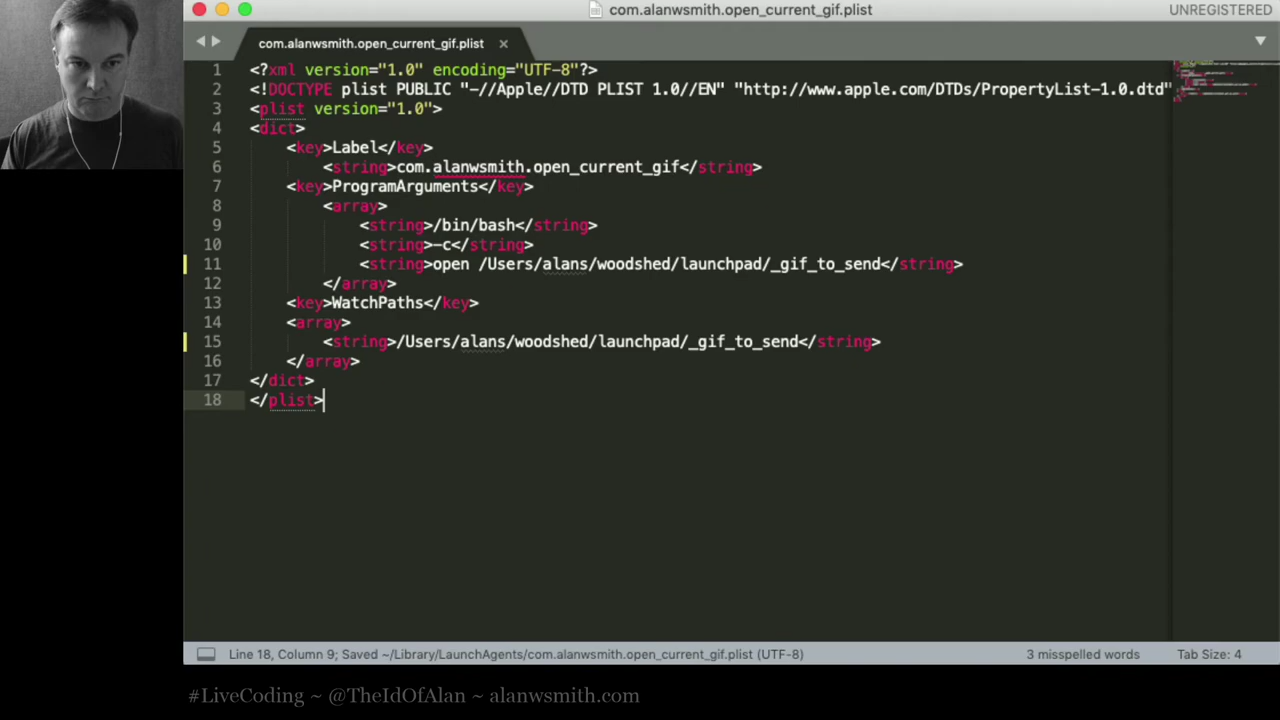 com.alanwsmith.open_current_gif.plist
UNREGISTERED
com.alanwsmith.open_current_gif.plist ×
1 <?xml version="1.0" encoding="UTF-8"?>
2 <!DOCTYPE plist PUBLIC "-//Apple//DTD PLIST 1.0//EN" "http://www.apple.com/DTDs/PropertyList-1.0.dtd"
3 <plist version="1.0">
4 <dict>
5 <key>Label</key>
6 <string>com.alanwsmith.open_current_gif</string>
7 <key>ProgramArguments</key>
8 <array>
9 <string>/bin/bash</string>
10 <string>-c</string>
11 <string>open /Users/alans/woodshed/launchpad/_gif_to_send</string>
12 </array>
13 <key>WatchPaths</key>
14 <array>
15 <string>/Users/alans/woodshed/launchpad/_gif_to_send</string>
16 </array>
17 </dict>
18 </plist>
Line 18, Column 9; Saved ~/Library/LaunchAgents/com.alanwsmith.open_current_gif.plist (UTF-8)
3 misspelled words
Tab Size: 4
#LiveCoding ~ @TheIdOfAlan ~ alanwsmith.com